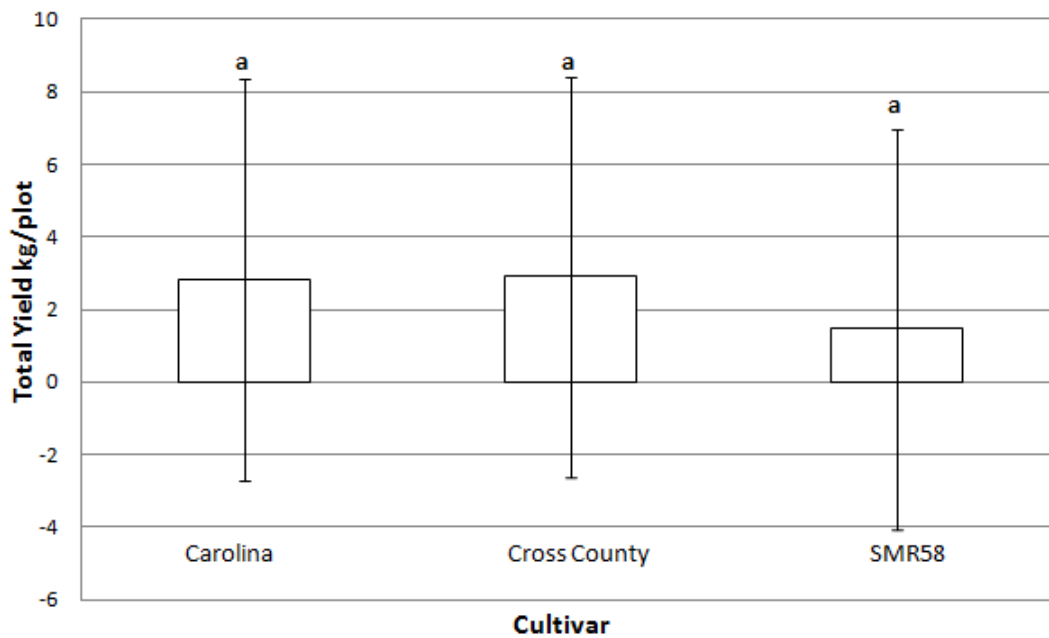 10
8
6
4
2
0
-2
-4
-6
Total Yield kg/plot
a
a
a
Carolina
Cross County
SMR58
Cultivar